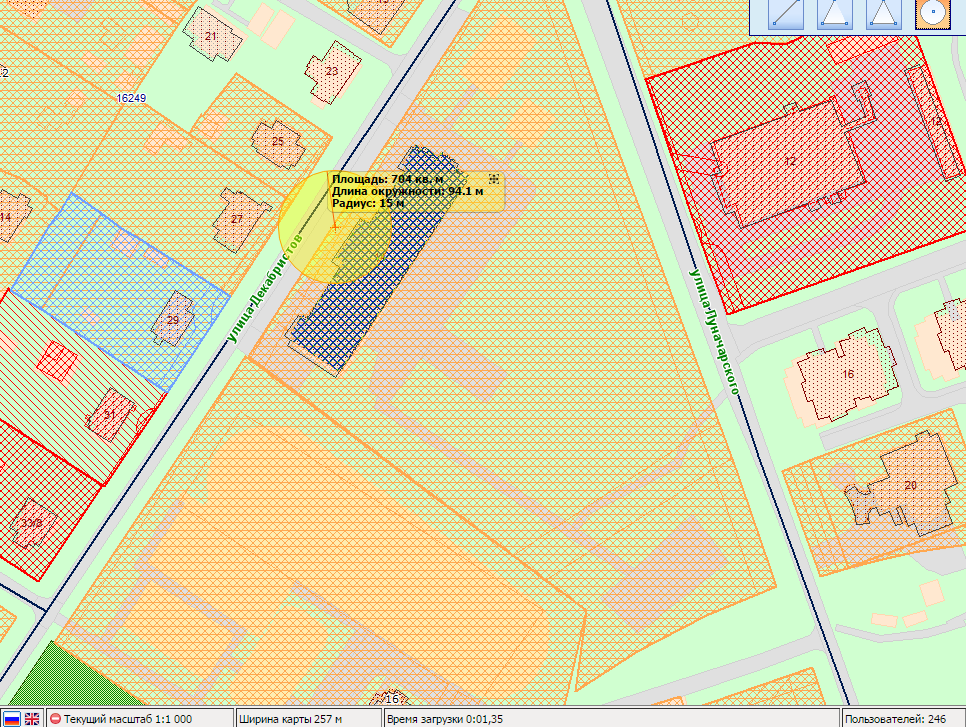 15
21
23
2
16249
25
12
12
Площадь: 704 кв. м
Длина окружности: 94.1 м
Радиус: 15 м
14
27
улица Декабристов
улица Луначарского
29
16
31
20
33/8
16
Текущий масштаб 1:1 000
Ширина карты 257 м
Время загрузки 0:01,35
Пользователей: 246